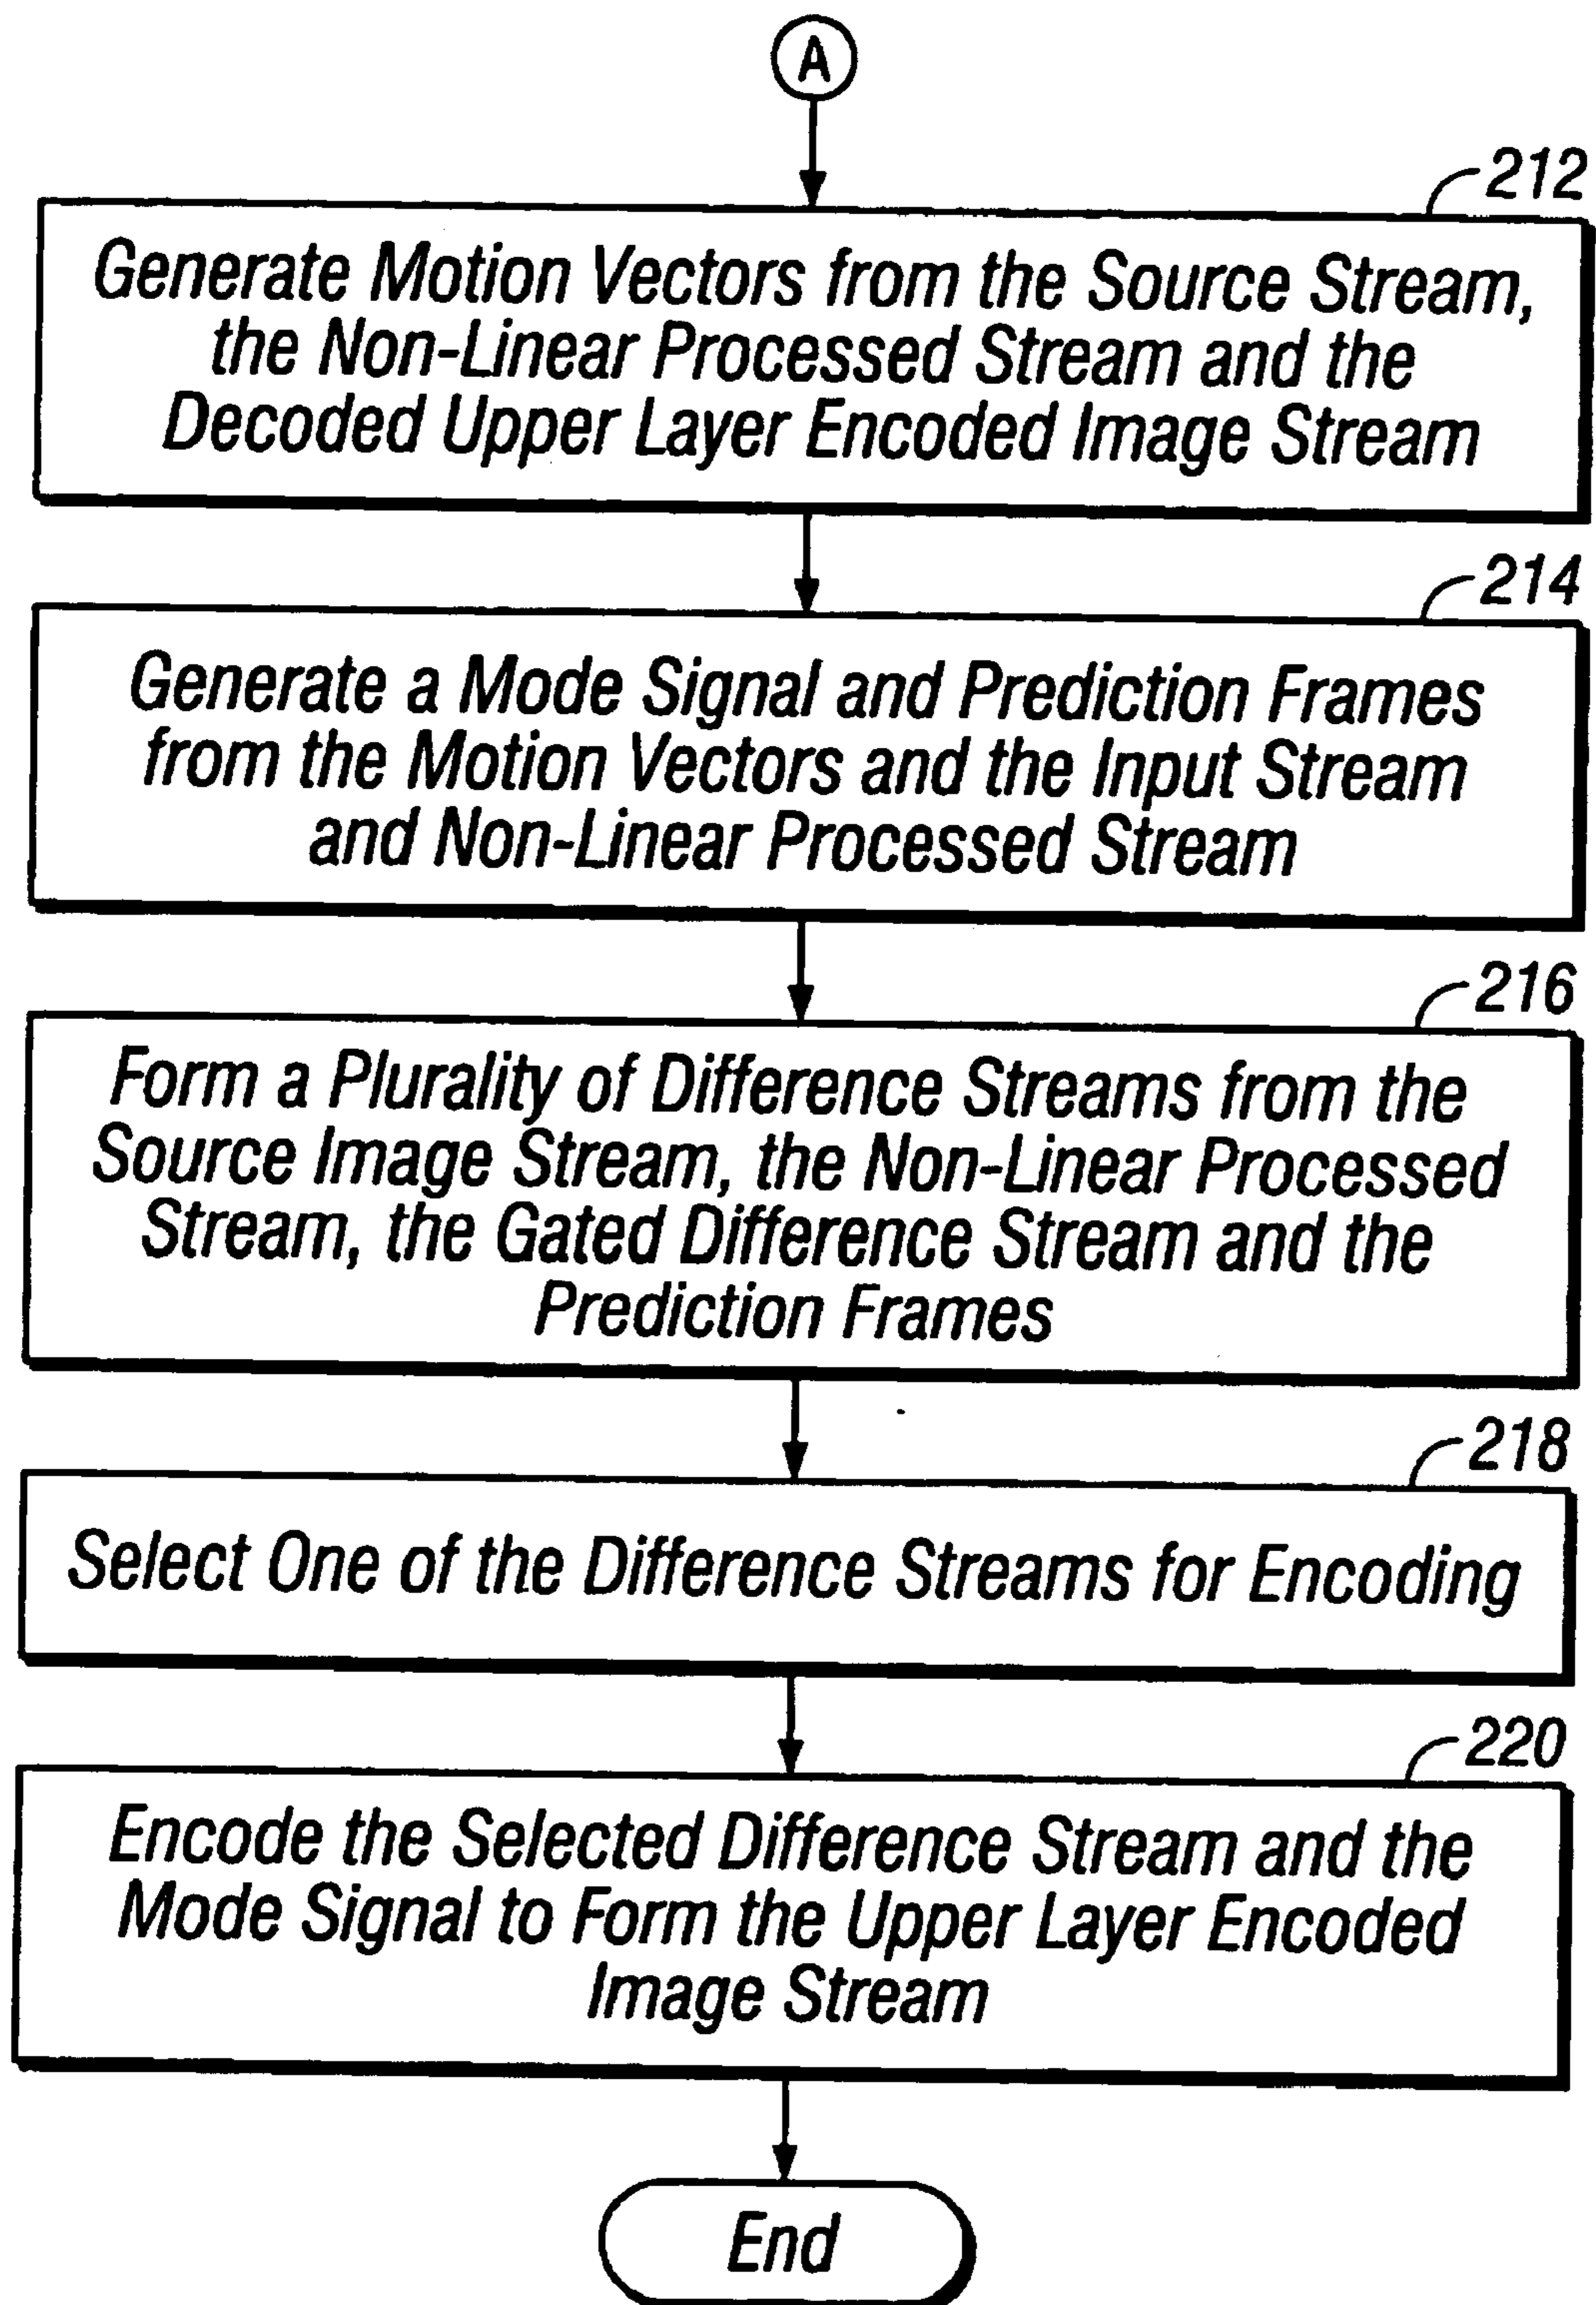 A
212
Generate Motion Vectors from the Source Stream,
the Non-Linear Processed Stream and the
Decoded Upper Layer Encoded Image Stream
214
Generate a Mode Signal and Prediction Frames
from the Motion Vectors and the Input Stream
and Non-Linear Processed Stream
216
Form a Plurality of Difference Streams from the
Source Image Stream, the Non-Linear Processed
Stream, the Gated Difference Stream and the
Prediction Frames
218
Select One of the Difference Streams for Encoding
220
Encode the Selected Difference Stream and the
Mode Signal to Form the Upper Layer Encoded
Image Stream
End